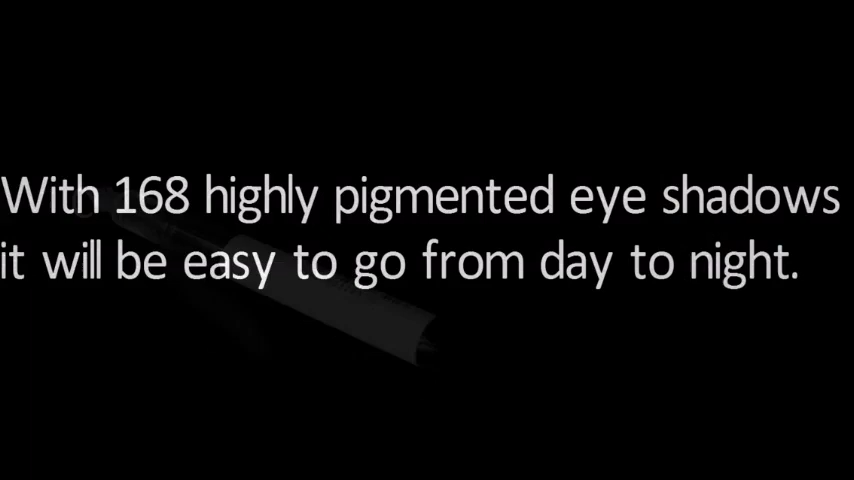 With 168 highly pigmented eye shadows
it will be easy to go from day to night.